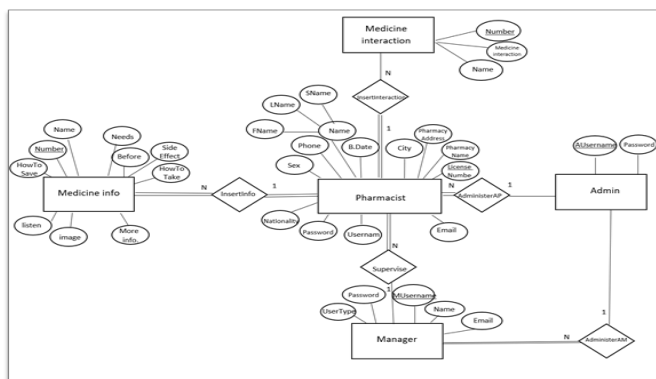 Medicine
interaction
Number
Medicine
interaction
Name
N
InsertInteraction
1
SName
LName
FName
Name
Phone
B.Date
Sex
City
Pharmacy
Address
Pharmacy
Name
License
Numbe.
Name
Needs
Number
Before
Side
Effect
HowTo
Save
HowTo
Take
Medicine info
listen
image
More
info.
N
InsertInfo
1
Pharmacist
Nationality
Password
Usernam
Email
N
AdministerAP
1
AUsername
Password
Admin
N
Supervise
1
Password
MUsername
UserType
Name
Email
Manager
N
AdministerAM
1